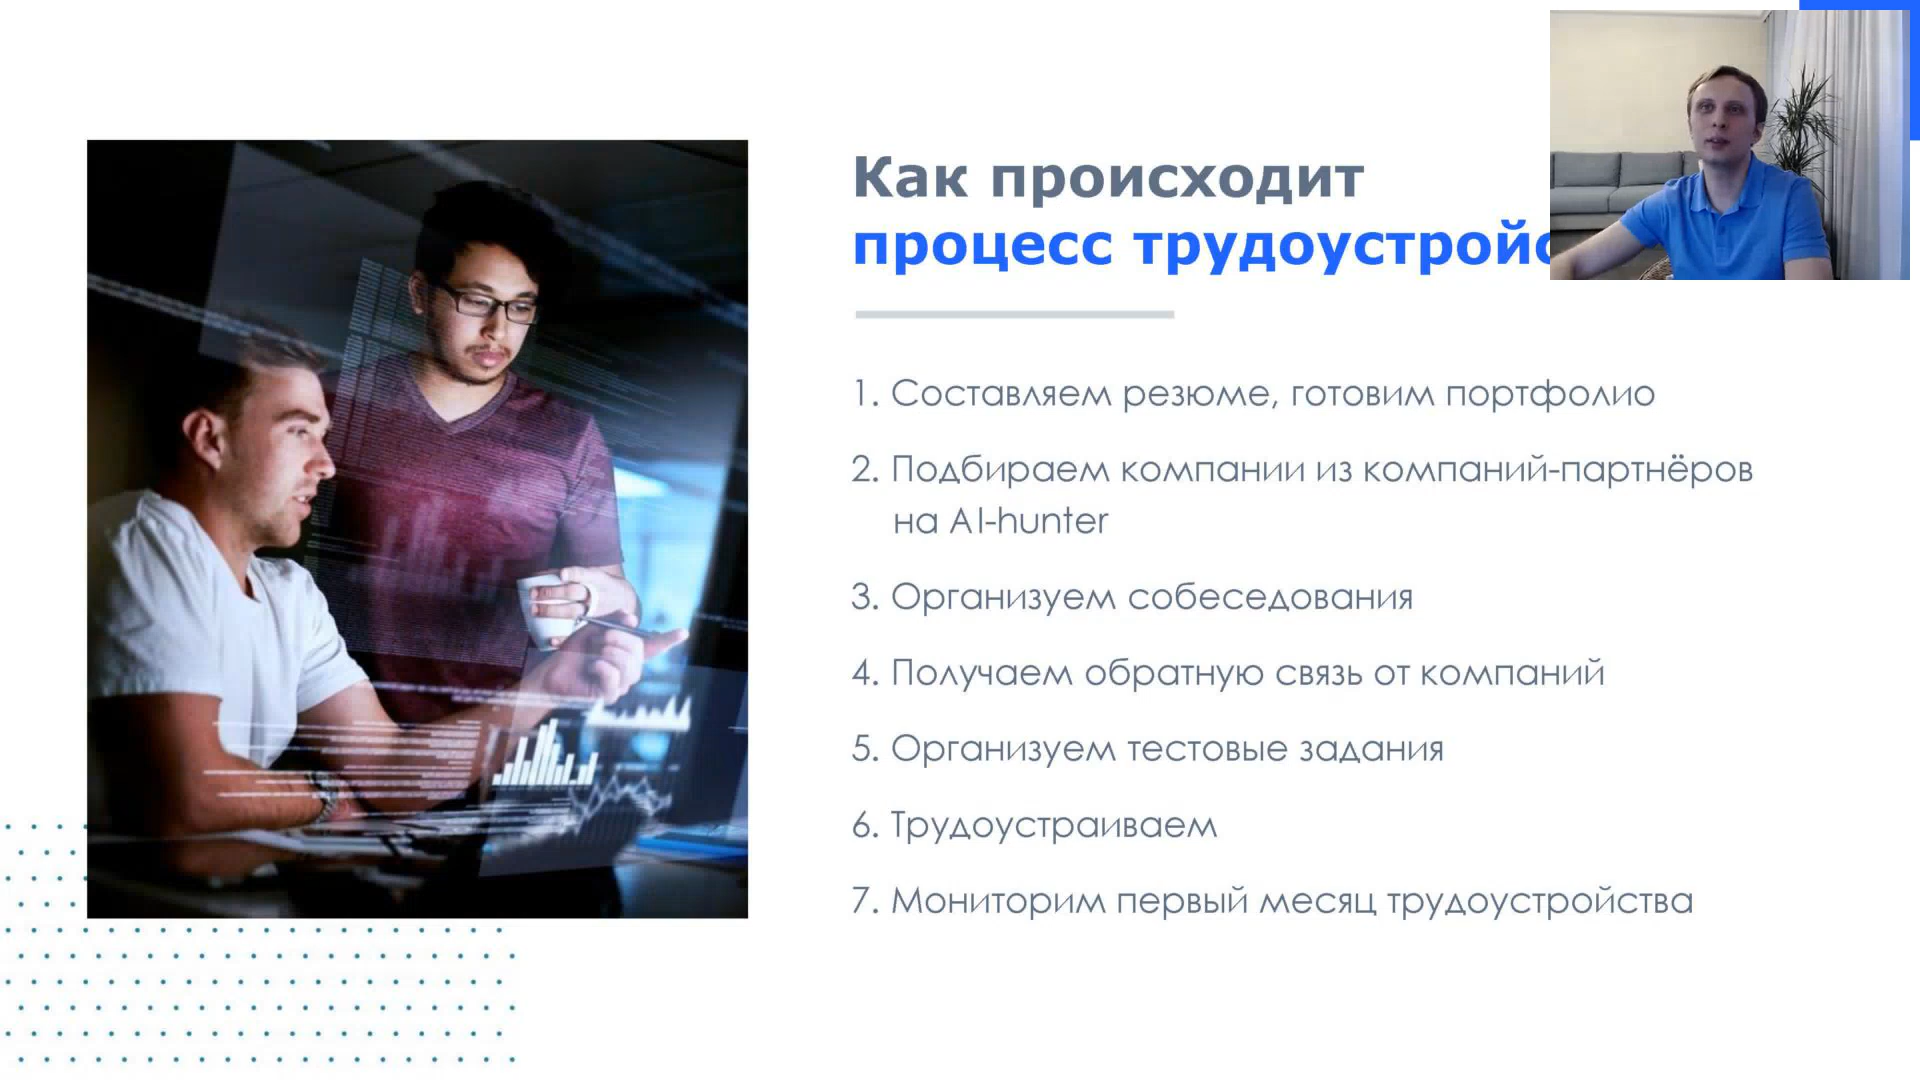 Как происходит
процесс
1. Составляем резюме, готовим портфолио
2. Подбираем компании из компаний-партнёров
на AI-hunter
3. Организуем собеседования
4. Получаем обратную связь от компаний
5. Организуем тестовые задания
6. Трудоустраиваем
7. Мониторим первый месяц трудоустройства